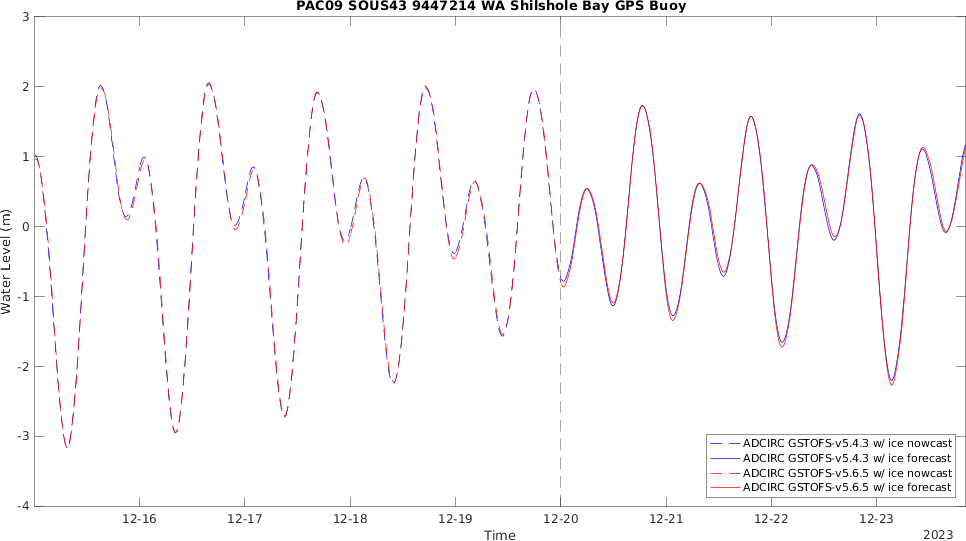 PAC09 SOUS43 9447214 WA Shilshole Bay GPS Buoy
3
2
1
0
-1
-2
-3
-4
Water Level (m)
ADCIRC GSTOFS-v5.4.3 w/ ice nowcast
ADCIRC GSTOFS-v5.4.3 w/ ice forecast
ADCIRC GSTOFS-v5.6.5 w/ ice nowcast
ADCIRC GSTOFS-v5.6.5 w/ ice forecast
12-16 12-17 12-18 12-19 12-20 12-21 12-22 12-23
Time
2023